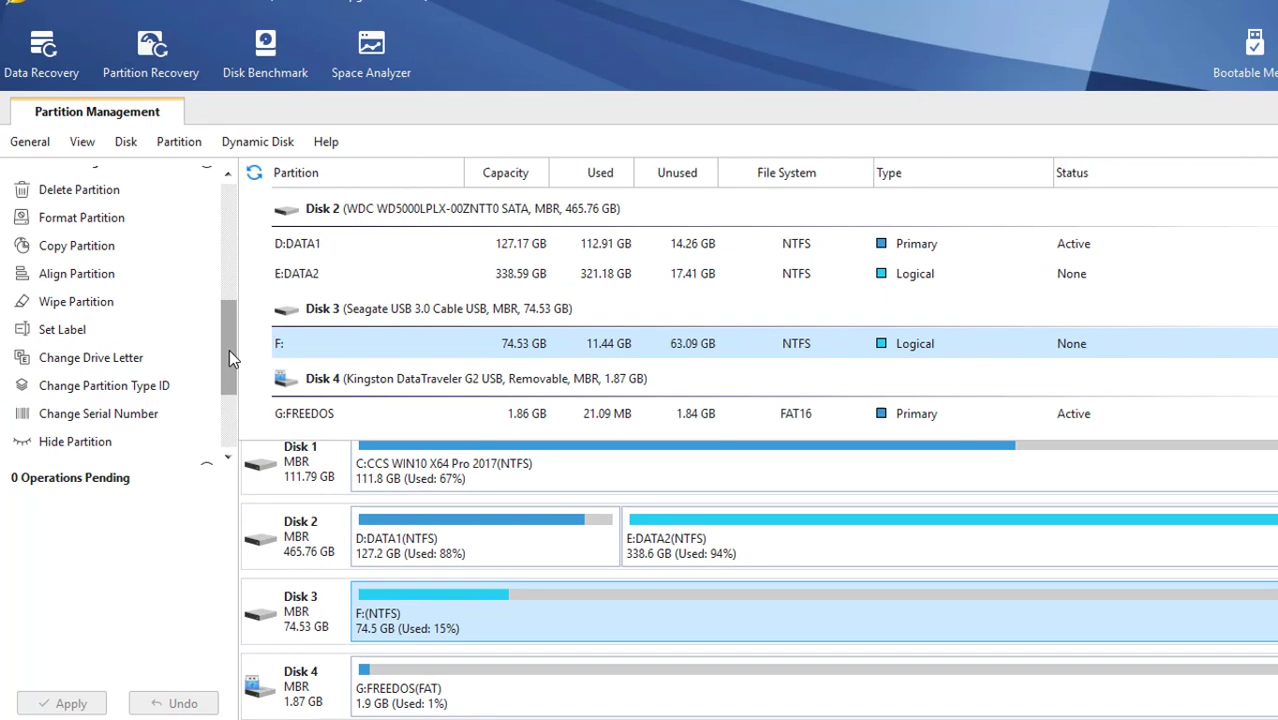 Data Recovery
Partition Recovery
Disk Benchmark
Space Analyzer
Bootable Me
Partition Management
General View Disk Partition Dynamic Disk Help
Delete Partition
Format Partition
Copy Partition
Align Partition
Wipe Partition
Set Label
Change Drive Letter
Change Partition Type ID
Change Serial Number
Hide Partition
0 Operations Pending
Apply
Undo
Partition Capacity Used Unused File System Type Status
Disk 2 (WDC WD5000LPLX-00ZNTT0 SATA, MBR, 465.76 GB)
D:DATA1 127.17 GB 112.91 GB 14.26 GB NTFS Primary Active
E:DATA2 338.59 GB 321.18 GB 17.41 GB NTFS Logical None
Disk 3 (Seagate USB 3.0 Cable USB, MBR, 74.53 GB)
F: 74.53 GB 11.44 GB 63.09 GB NTFS Logical None
Disk 4 (Kingston DataTraveler G2 USB, Removable, MBR, 1.87 GB)
G:FREEDOS 1.86 GB 21.09 MB 1.84 GB FAT16 Primary Active
Disk 1
MBR
111.79 GB
C:CCS WIN10 X64 Pro 2017(NTFS)
111.8 GB (Used: 67%)
Disk 2
MBR
465.76 GB
D:DATA1(NTFS)
127.2 GB (Used: 88%)
E:DATA2(NTFS)
338.6 GB (Used: 94%)
Disk 3
MBR
74.53 GB
F:(NTFS)
74.5 GB (Used: 15%)
Disk 4
MBR
1.87 GB
G:FREEDOS(FAT)
1.9 GB (Used: 1%)